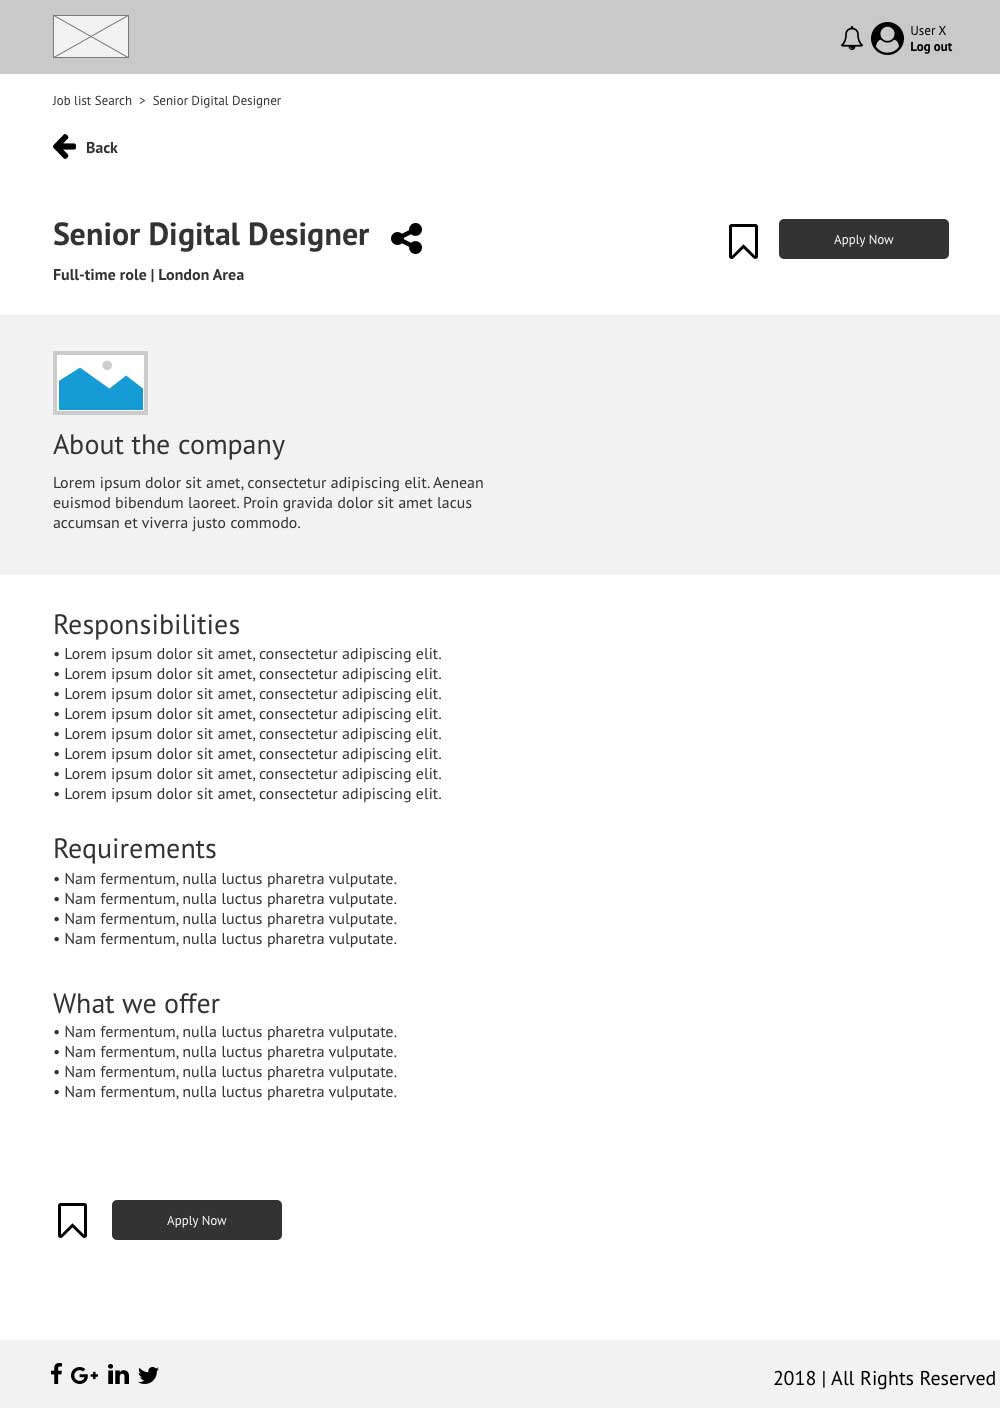 User X
Log out
Job list Search > Senior Digital Designer
Back
Senior Digital Designer
Apply Now
Full-time role | London Area
About the company
Lorem ipsum dolor sit amet, consectetur adipiscing elit. Aenean
euismod bibendum laoreet. Proin gravida dolor sit amet lacus
accumsan et viverra justo commodo.
Responsibilities
• Lorem ipsum dolor sit amet, consectetur adipiscing elit.
• Lorem ipsum dolor sit amet, consectetur adipiscing elit.
• Lorem ipsum dolor sit amet, consectetur adipiscing elit.
• Lorem ipsum dolor sit amet, consectetur adipiscing elit.
• Lorem ipsum dolor sit amet, consectetur adipiscing elit.
• Lorem ipsum dolor sit amet, consectetur adipiscing elit.
• Lorem ipsum dolor sit amet, consectetur adipiscing elit.
• Lorem ipsum dolor sit amet, consectetur adipiscing elit.
Requirements
• Nam fermentum, nulla luctus pharetra vulputate.
• Nam fermentum, nulla luctus pharetra vulputate.
• Nam fermentum, nulla luctus pharetra vulputate.
• Nam fermentum, nulla luctus pharetra vulputate.
What we offer
• Nam fermentum, nulla luctus pharetra vulputate.
• Nam fermentum, nulla luctus pharetra vulputate.
• Nam fermentum, nulla luctus pharetra vulputate.
• Nam fermentum, nulla luctus pharetra vulputate.
Apply Now
f G+ in
2018 | All Rights Reserved